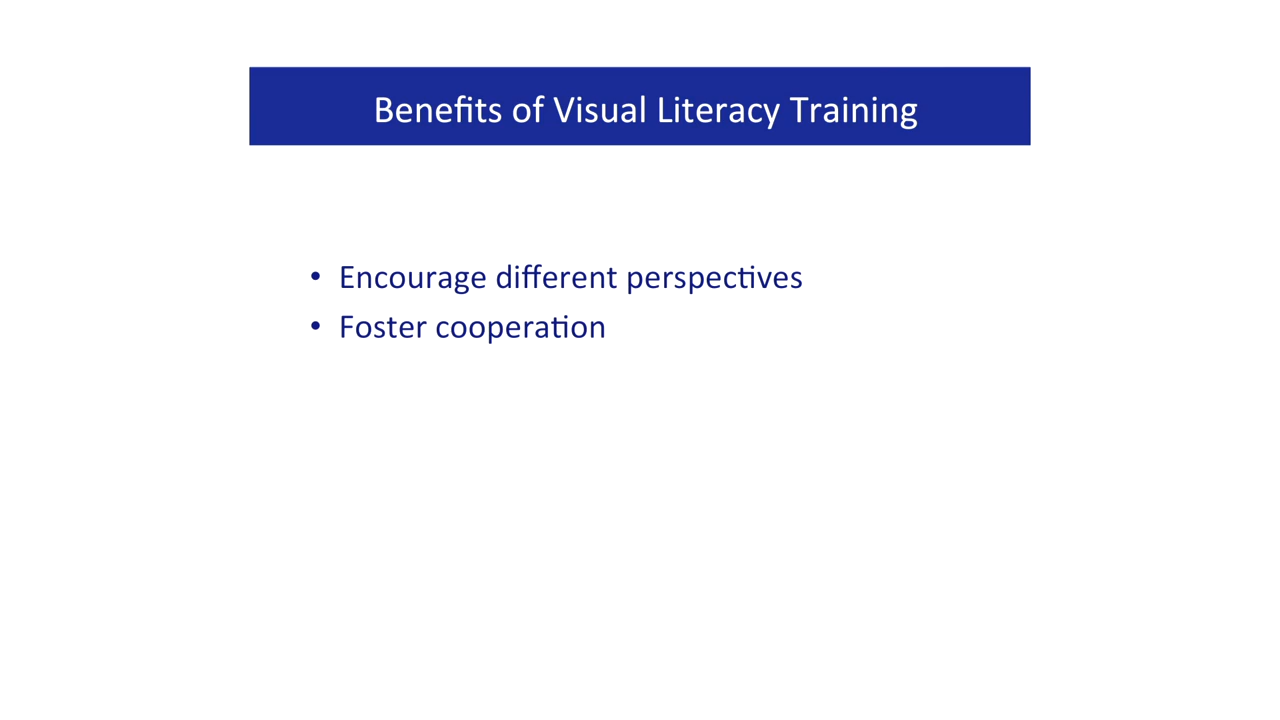 Benefits of Visual Literacy Training
• Encourage different perspectives
• Foster cooperation